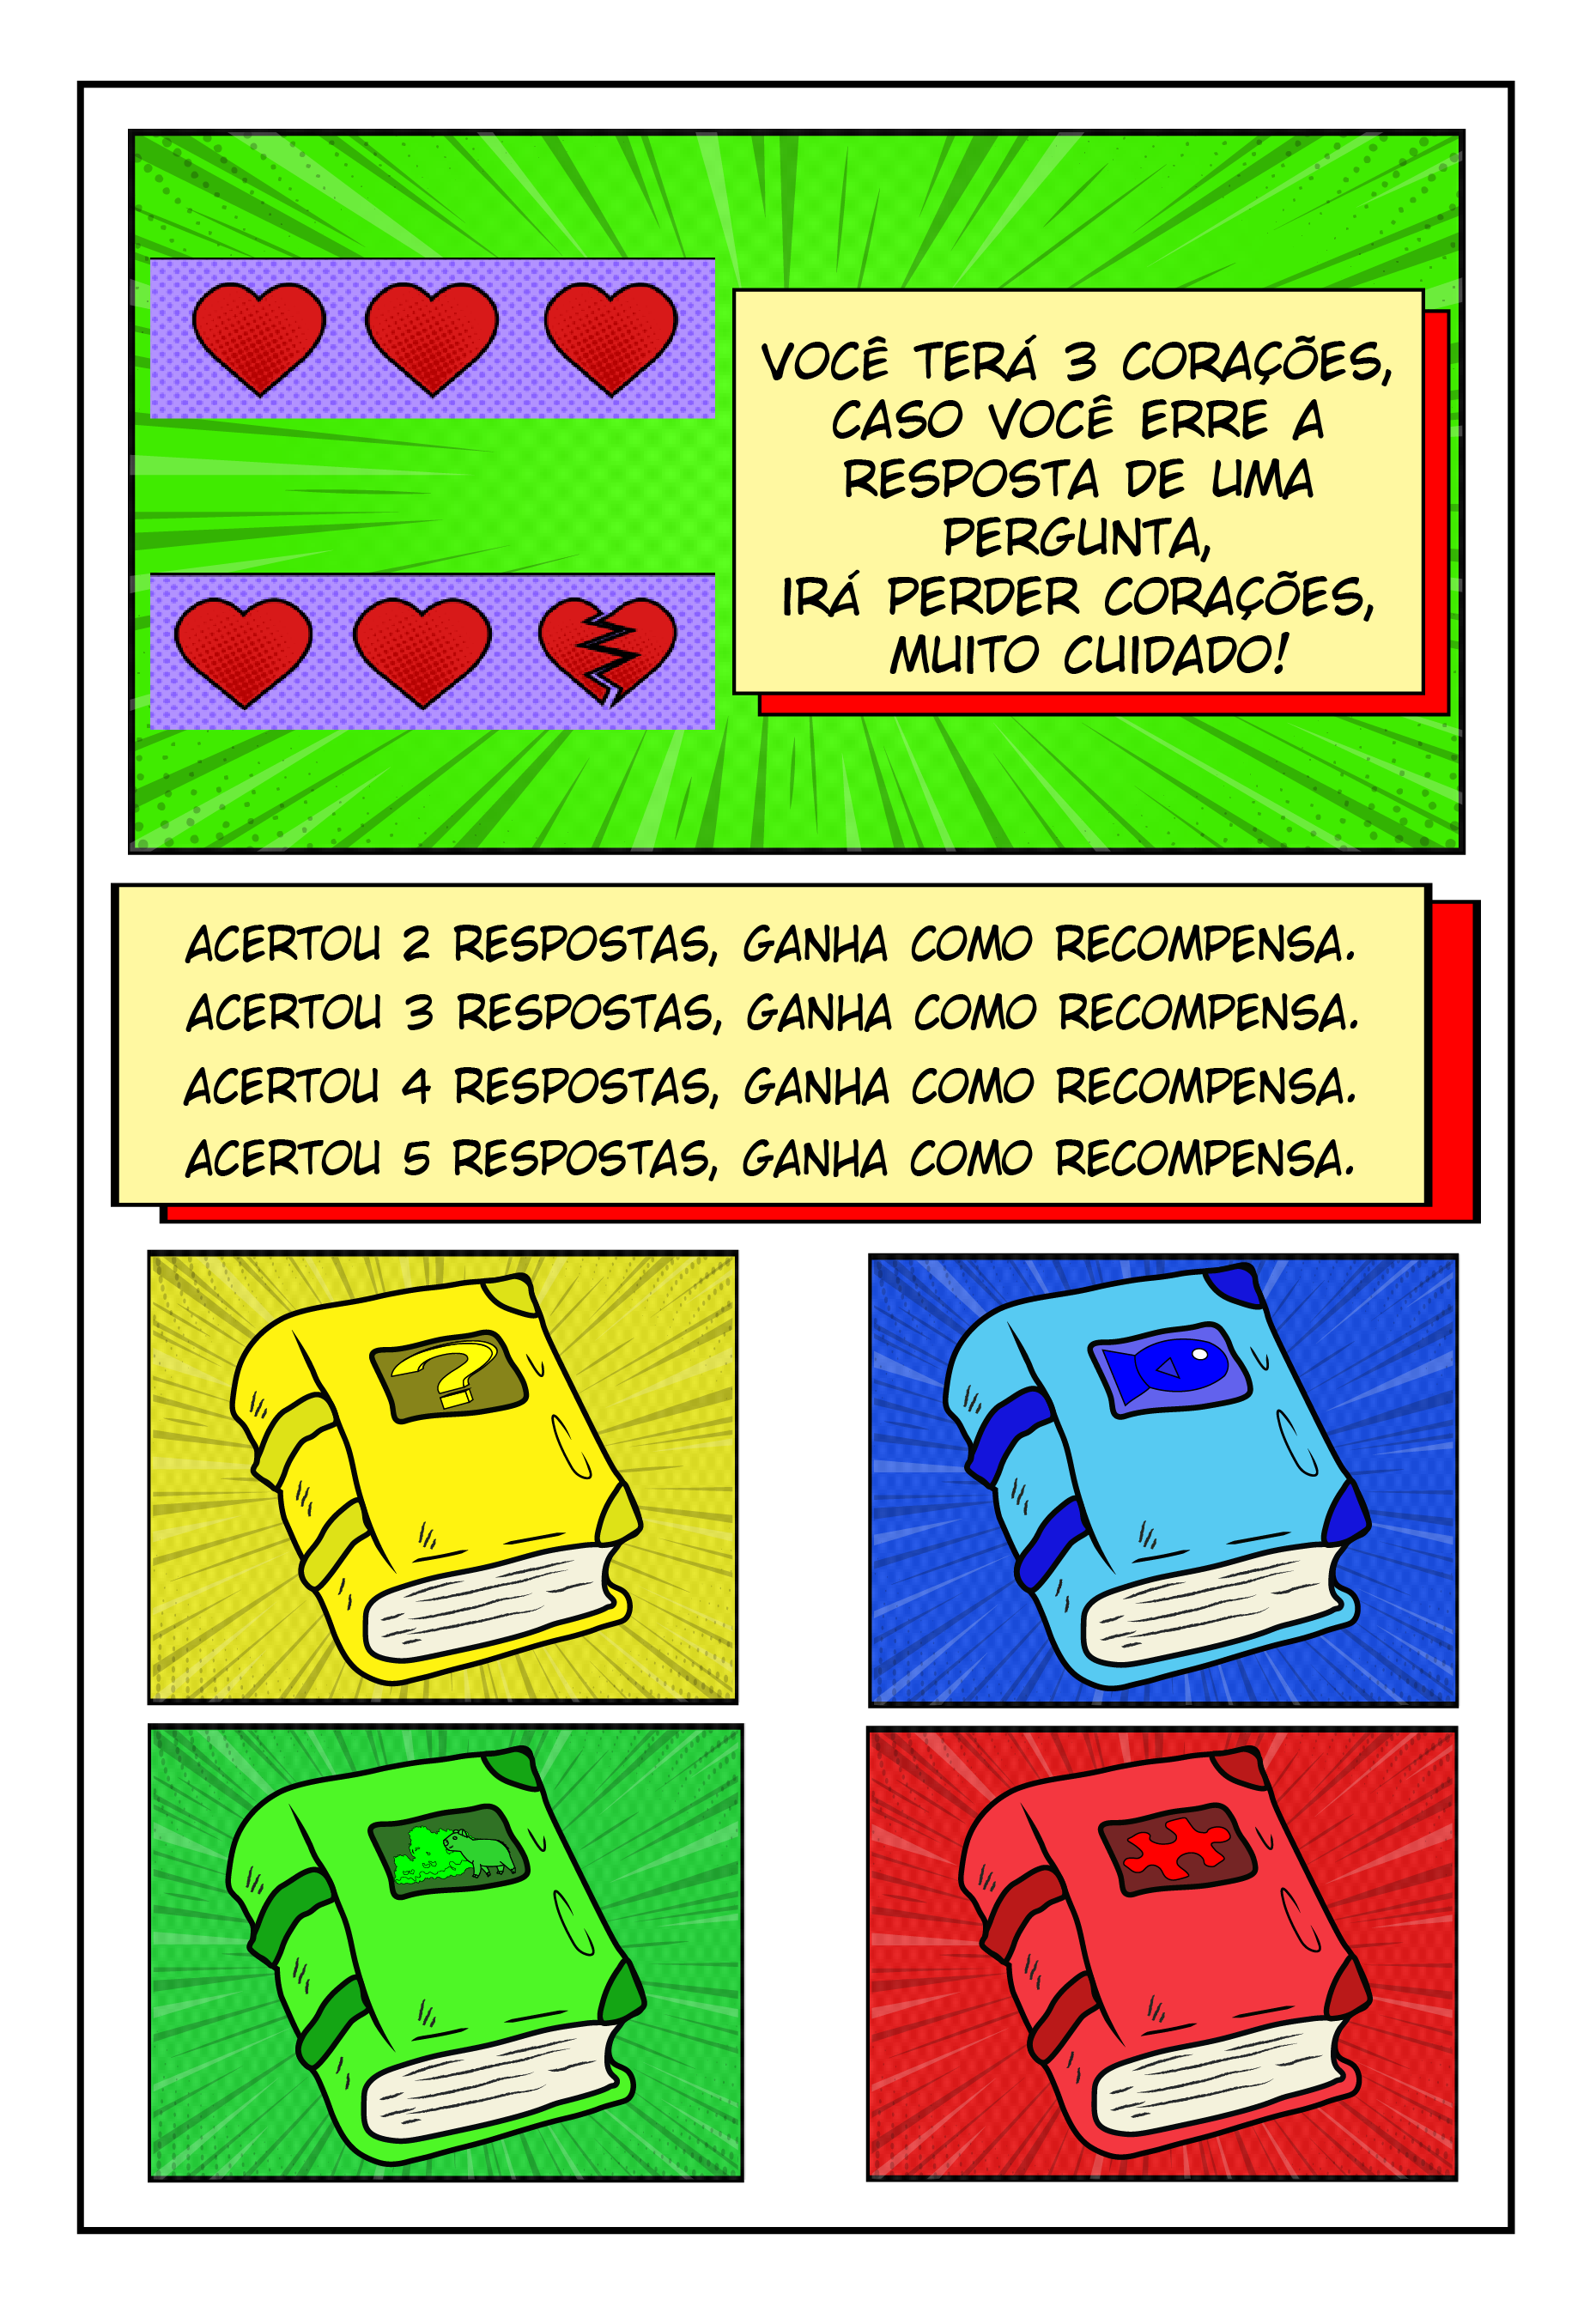 VOCÊ TERÁ 3 CORAÇÕES,
CASO VOCÊ ERRE A
RESPOSTA DE UMA
PERGUNTA,
IRÁ PERDER CORAÇÕES,
MUITO CUIDADO!
ACERTOU 2 RESPOSTAS, GANHA COMO RECOMPENSA.
ACERTOU 3 RESPOSTAS, GANHA COMO RECOMPENSA.
ACERTOU 4 RESPOSTAS, GANHA COMO RECOMPENSA.
ACERTOU 5 RESPOSTAS, GANHA COMO RECOMPENSA.
?